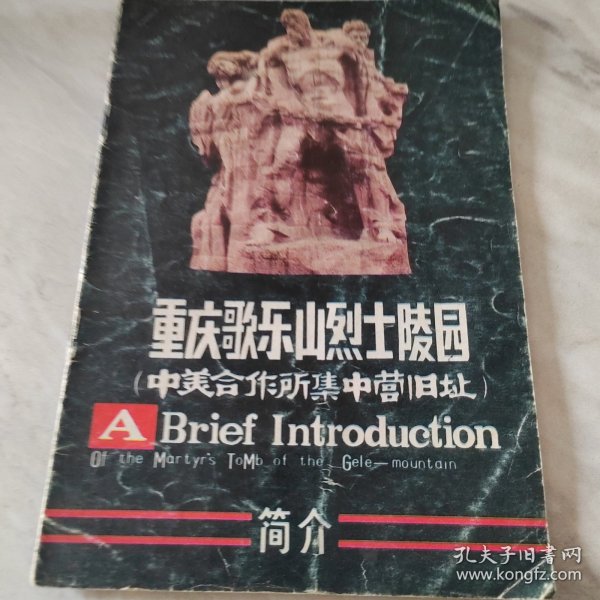 重庆歌乐山烈士陵园
(中美合作所集中营旧址)
A Brief Introduction
Of the Martyr's ToMb of the Gele—mountain
简介
孔夫子旧书网
www.kongfz.com